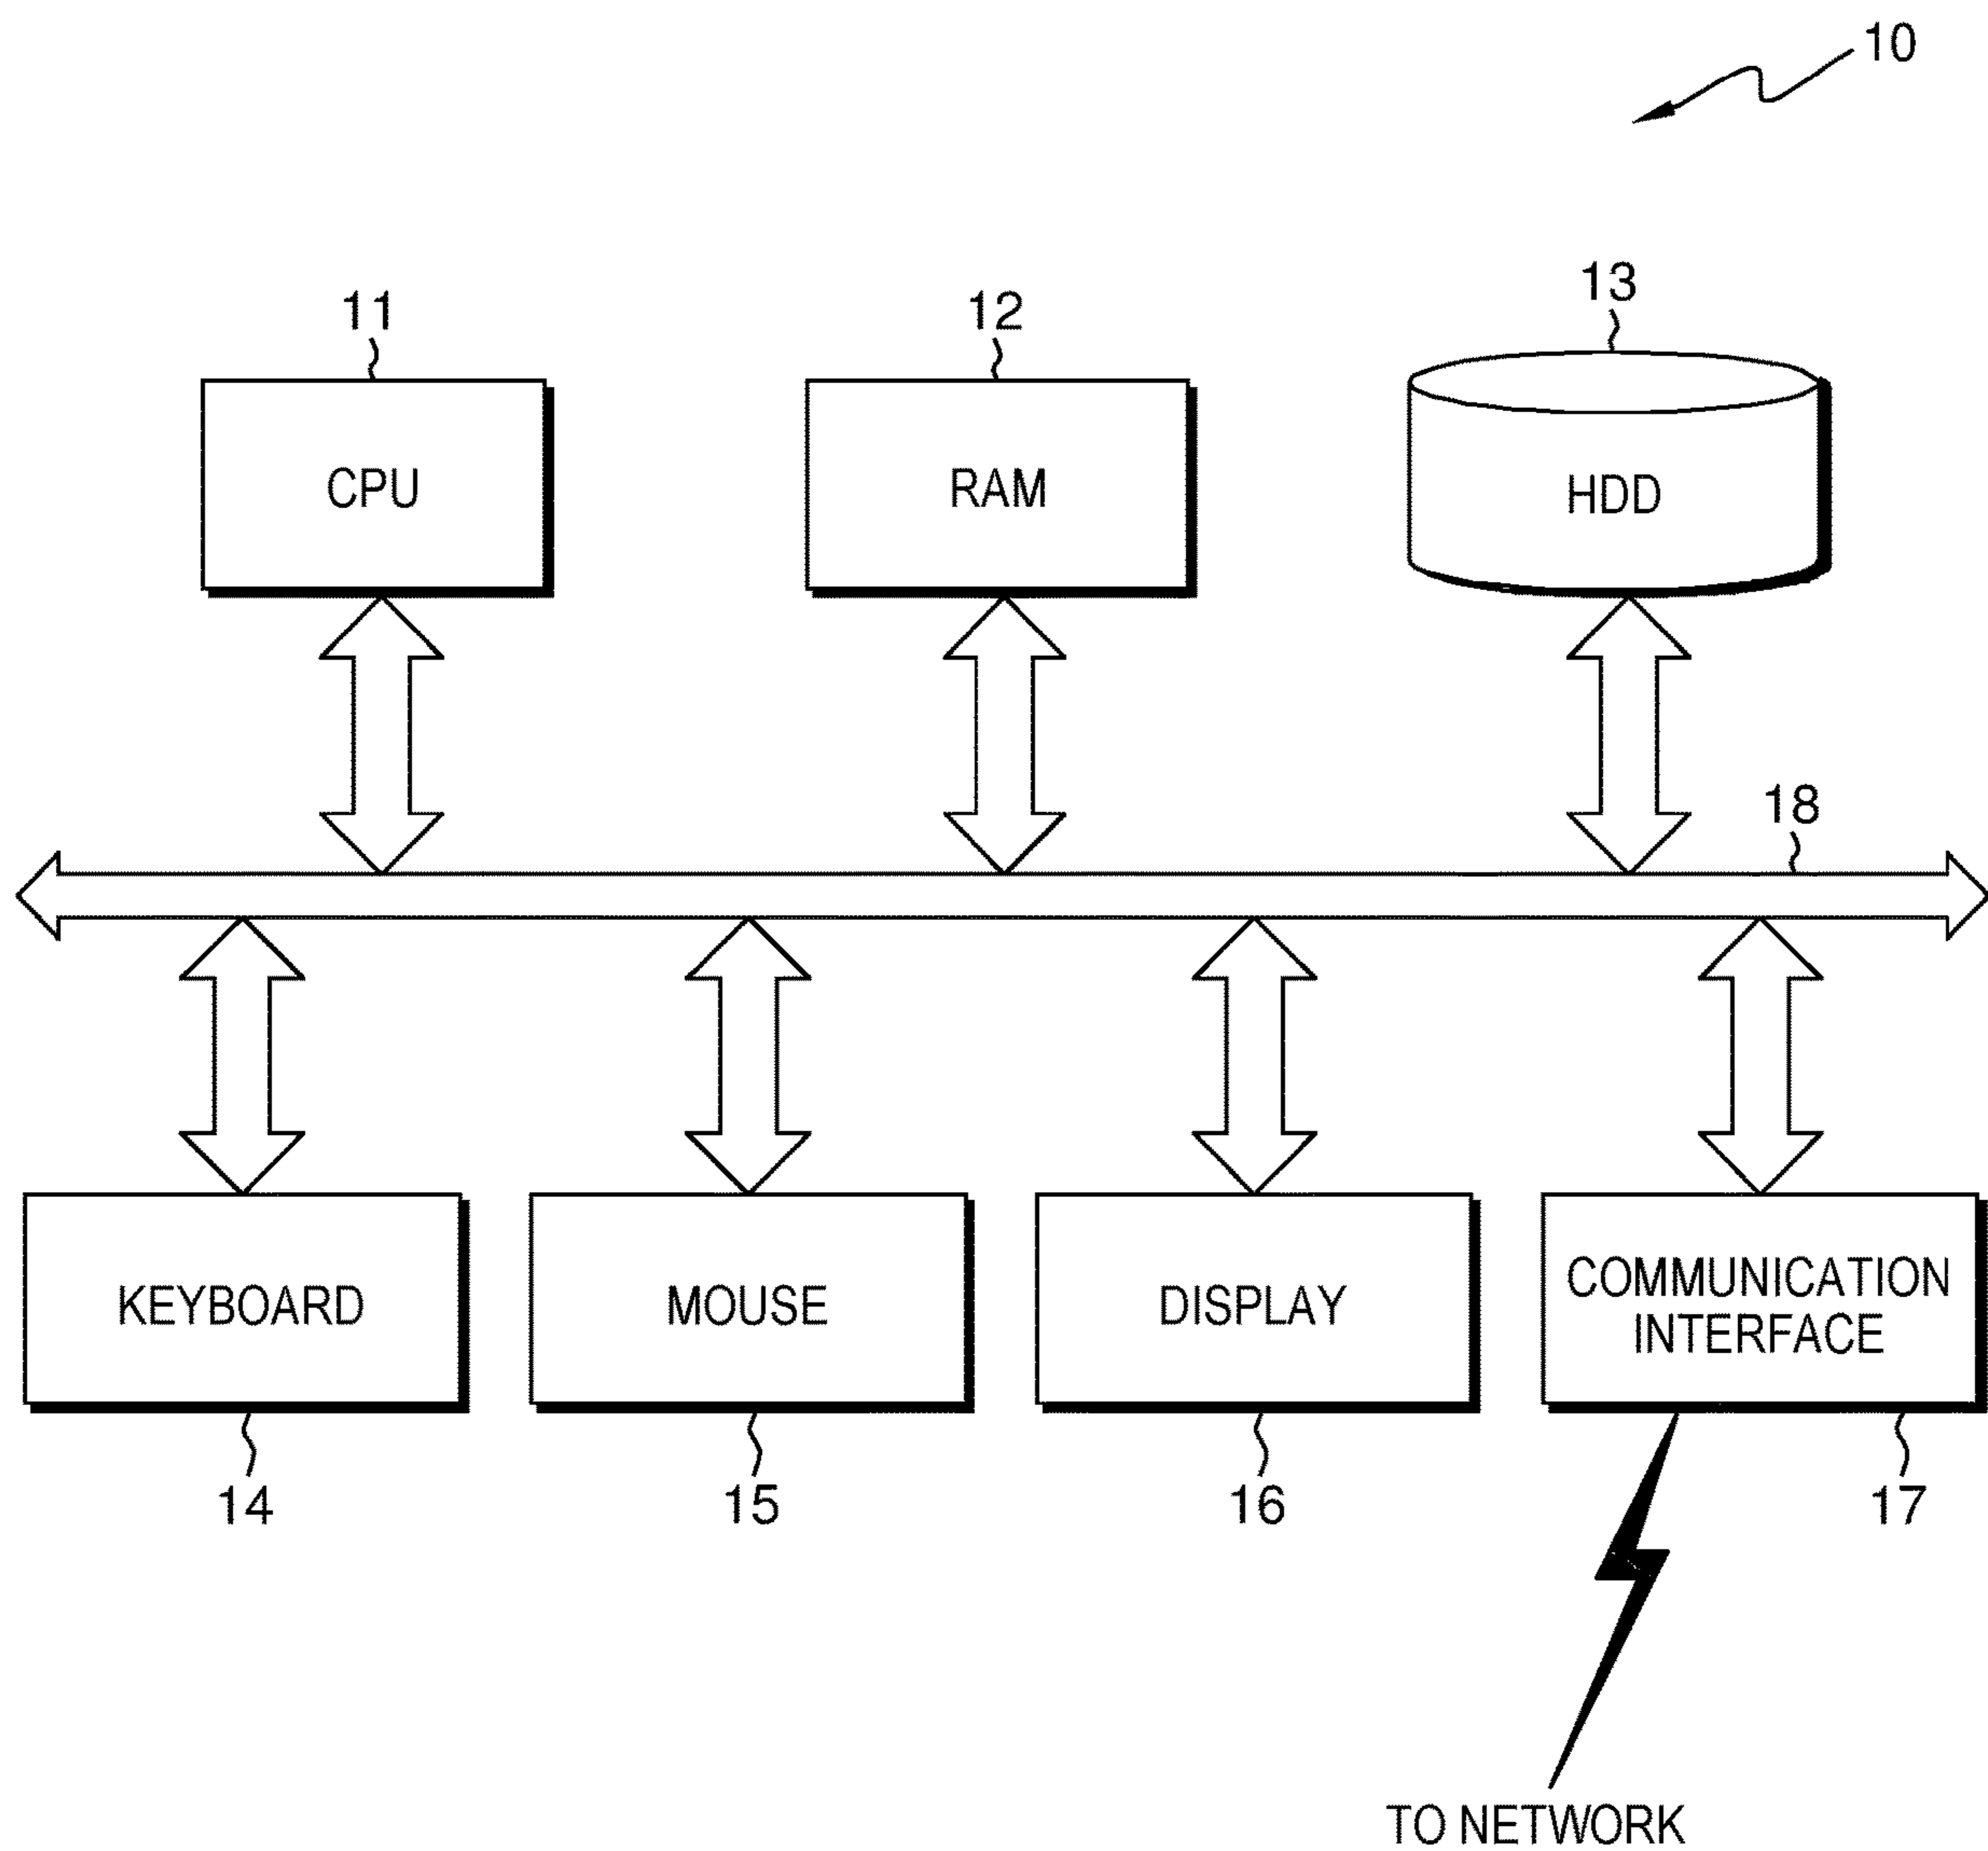 10
11
12
13
CPU
RAM
HDD
18
KEYBOARD
MOUSE
DISPLAY
COMMUNICATION
INTERFACE
14
15
16
17
TO NETWORK